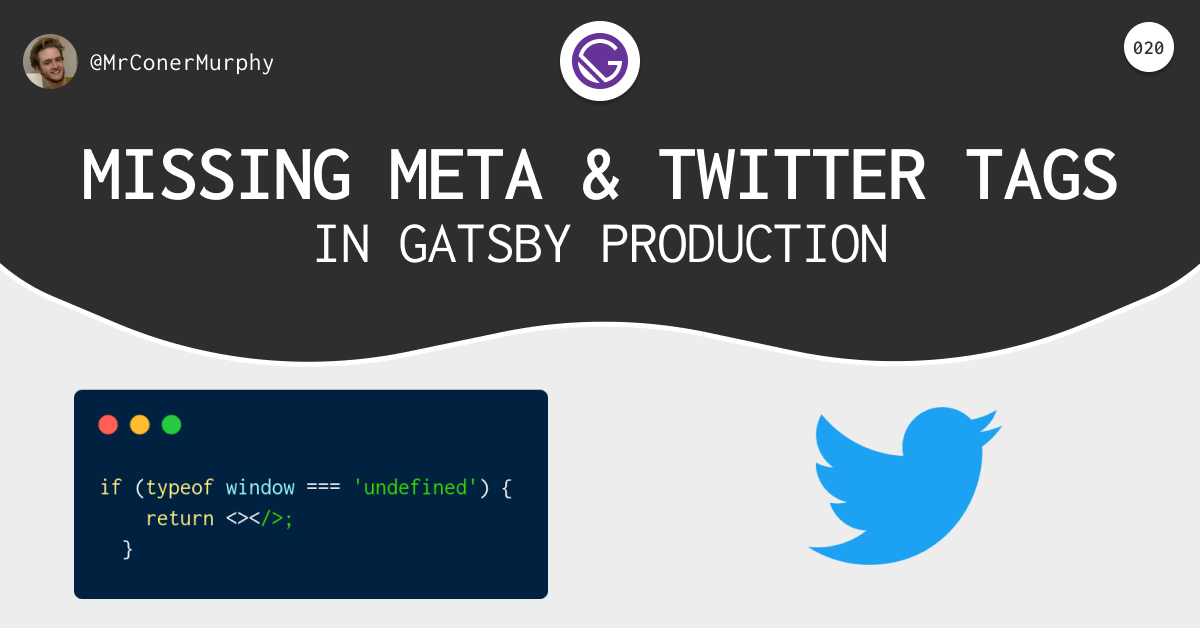 @MrConerMurphy
020
MISSING META & TWITTER TAGS
IN GATSBY PRODUCTION
if (typeof window === 'undefined') {
return <></>;
}